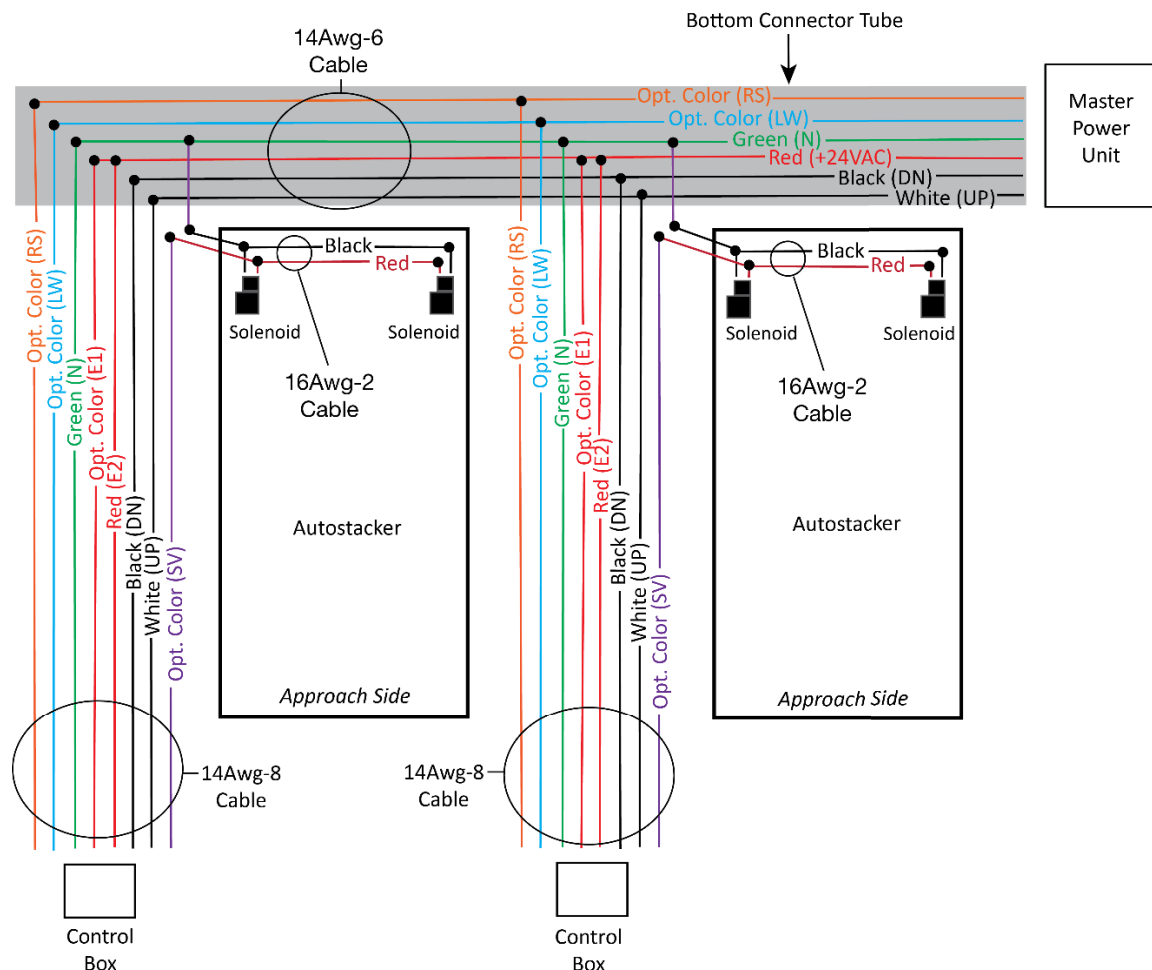 Bottom Connector Tube
14Awg-6
Cable
Master
Power
Unit
Opt. Color (RS)
Opt. Color (LW)
Green (N)
Red (+24VAC)
Black (DN)
White (UP)
Opt. Color (RS)
Opt. Color (LW)
Green (N)
Opt. Color (E1)
Red (E2)
Black (DN)
White (UP)
Opt. Color (SV)
Black
Red
Solenoid
Solenoid
16Awg-2
Cable
Autostacker
Approach Side
14Awg-8
Cable
Control
Box
Opt. Color (RS)
Opt. Color (LW)
Green (N)
Opt. Color (E1)
Red (E2)
Black (DN)
White (UP)
Opt. Color (SV)
Black
Red
Solenoid
Solenoid
16Awg-2
Cable
Autostacker
Approach Side
14Awg-8
Cable
Control
Box